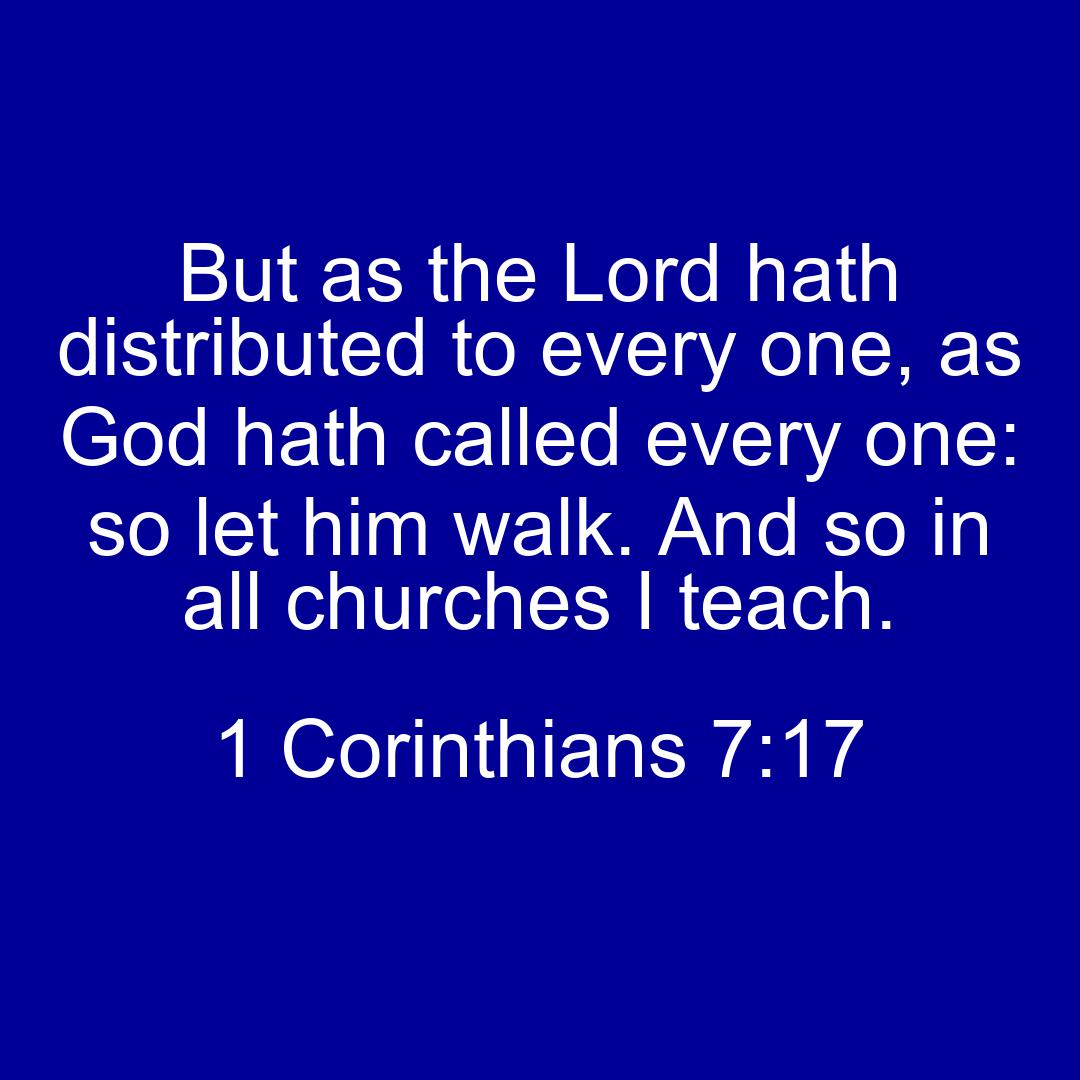 But as the Lord hath
distributed to every one, as
God hath called every one:
so let him walk. And so in
all churches I teach.
1 Corinthians 7:17